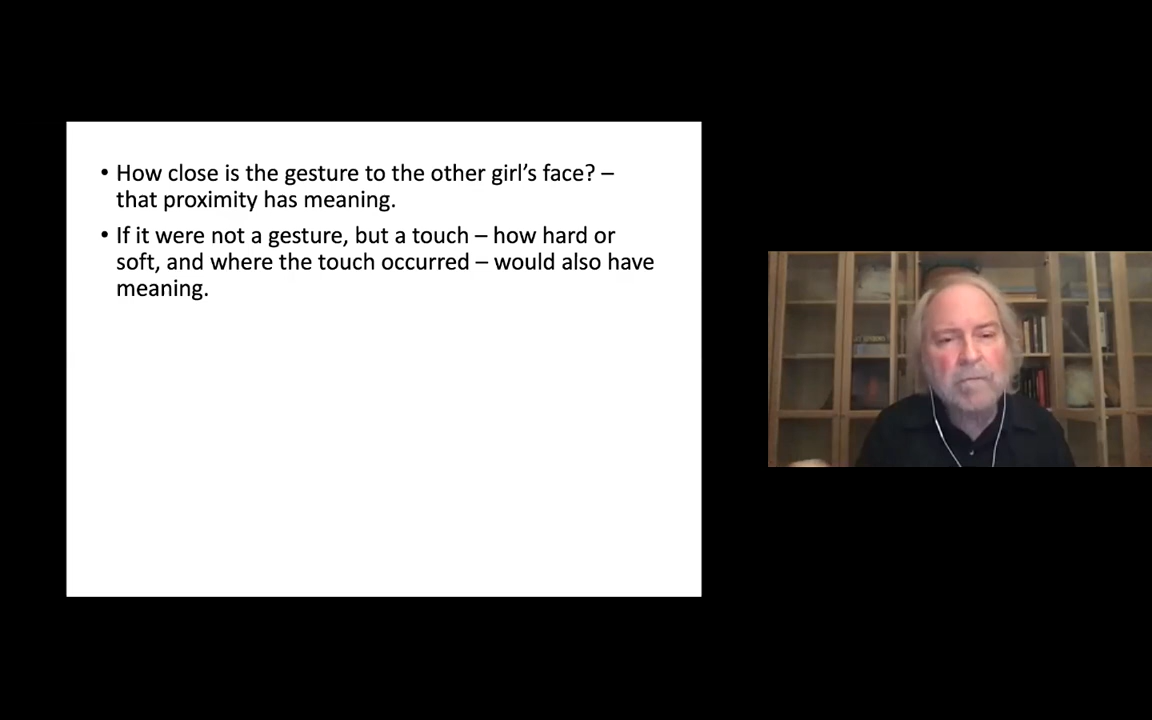 • How close is the gesture to the other girl’s face? –
that proximity has meaning.
• If it were not a gesture, but a touch – how hard or
soft, and where the touch occurred – would also have
meaning.